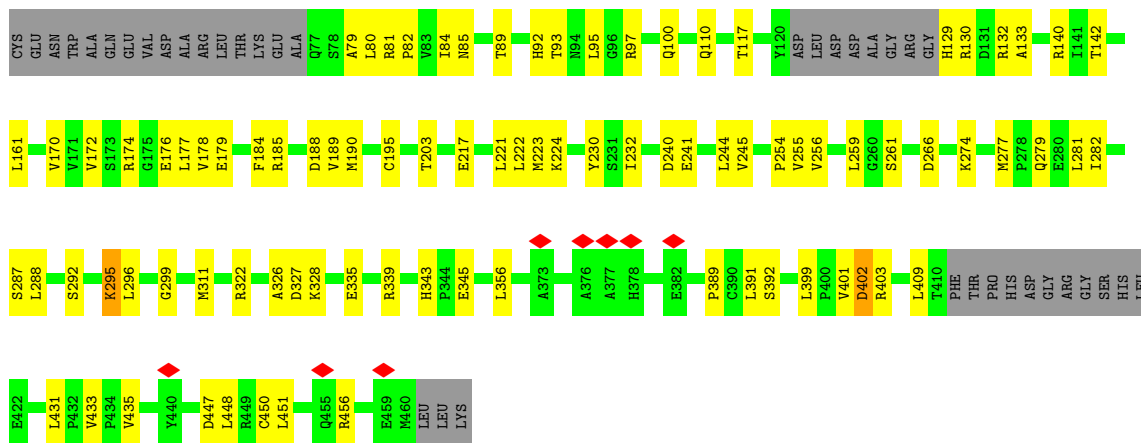 CYS GLU ASN TRP ALA GLN GLU VAL ASP ALA ARG LEU THR LYS GLU ALA Q77 S78 A79 L80 R81 P82 V83 I84 N85 T89 H92 T93 N94 L95 G96 R97 Q100 Q110 T117 Y120 ASP LEU ASP ASP ALA GLY ARG GLY H129 R130 D131 R132 A133 R140 I141 T142
L161 V170 V171 V172 S173 R174 G175 E176 L177 V178 E179 F184 R185 D188 V189 M190 C195 T203 E217 L221 L222 M223 K224 Y230 S231 I232 D240 E241 L244 V245 P254 V255 V256 L259 G260 S261 D266 K274 M277 P278 Q279 E280 L281 I282
S287 L288 S292 K295 L296 G299 M311 R322 A326 D327 K328 E335 R339 H343 P344 E345 L356 A373 A376 A377 H378 E382 P389 C390 L391 S392 L399 P400 V401 D402 R403 L409 T410 PHE THR PRO HIS ASP GLY ARG GLY SER HIS LEU
E422 L431 P432 V433 P434 V435 Y440 D447 L448 R449 C450 L451 Q455 R456 E459 M460 LEU LEU LYS